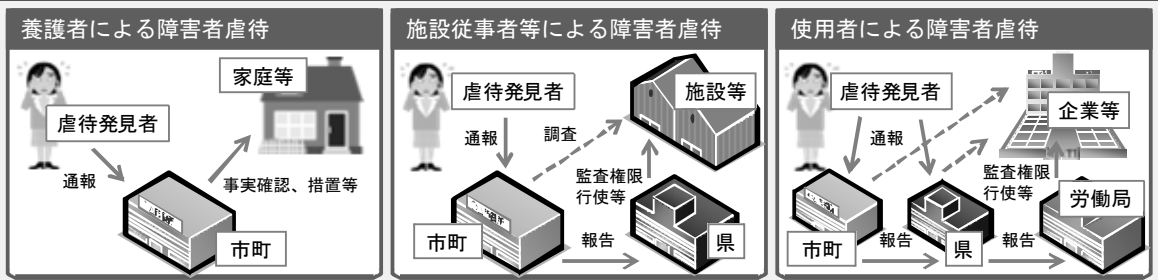 養護者による障害者虐待
家庭等
虐待発見者
通報
事実確認、措置等
市町
施設従事者等による障害者虐待
虐待発見者
施設等
通報
調査
監査権限
行使等
市町
報告
県
使用者による障害者虐待
虐待発見者
企業等
通報
監査権限
行使等
労働局
市町
報告
県
報告